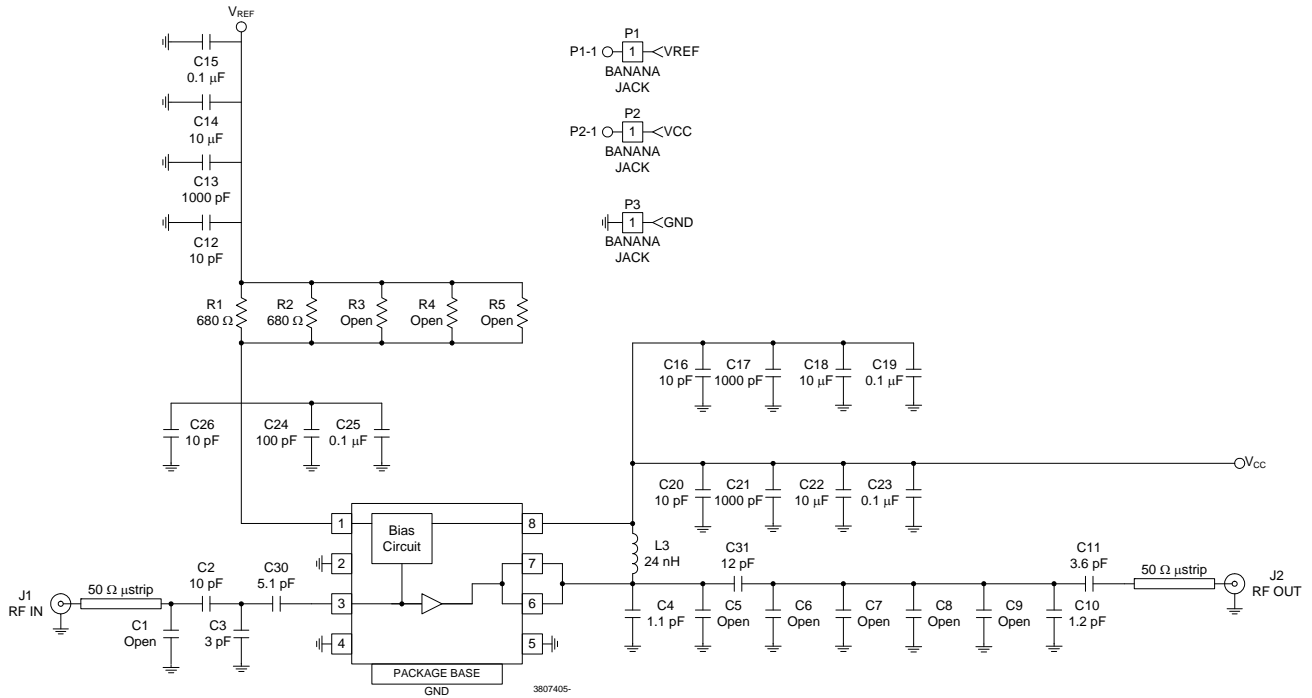 VREF
C15
0.1 µF
C14
10 µF
C13
1000 pF
C12
10 pF
P1
P1-1
1
VREF
BANANA
JACK
P2
P2-1
1
VCC
BANANA
JACK
P3
1
GND
BANANA
JACK
R1
680 Ω
R2
680 Ω
R3
Open
R4
Open
R5
Open
C16
10 pF
C17
1000 pF
C18
10 µF
C19
0.1 µF
C26
10 pF
C24
100 pF
C25
0.1 µF
VCC
C20
10 pF
C21
1000 pF
C22
10 µF
C23
0.1 µF
1
Bias
Circuit
8
2
7
3
6
4
5
PACKAGE BASE
GND
3807405-
L3
24 nH
C31
12 pF
C11
3.6 pF
50 Ω µstrip
J2
RF OUT
J1
RF IN
50 Ω µstrip
C2
10 pF
C30
5.1 pF
C1
Open
C3
3 pF
C4
1.1 pF
C5
Open
C6
Open
C7
Open
C8
Open
C9
Open
C10
1.2 pF